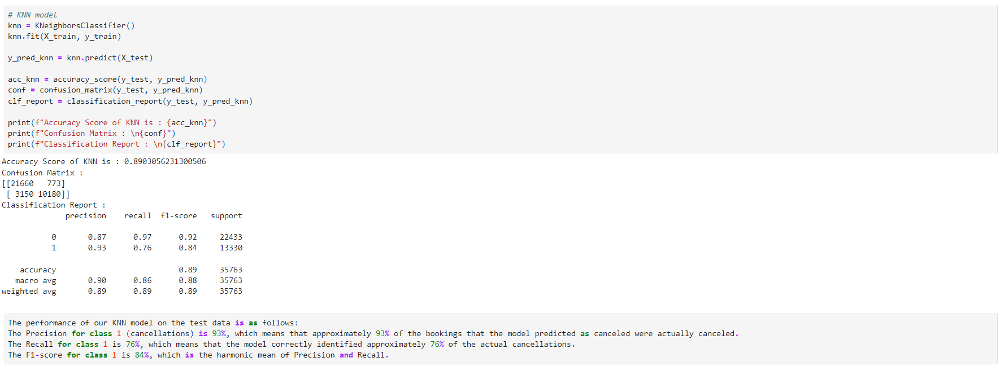 # KNN model
knn = KNeighborsClassifier()
knn.fit(X_train, y_train)

y_pred_knn = knn.predict(X_test)

acc_knn = accuracy_score(y_test, y_pred_knn)
conf = confusion_matrix(y_test, y_pred_knn)
clf_report = classification_report(y_test, y_pred_knn)

print(f"Accuracy Score of KNN is : {acc_knn}")
print(f"Confusion Matrix : \n{conf}")
print(f"Classification Report : \n{clf_report}")
Accuracy Score of KNN is : 0.8903056231300506
Confusion Matrix :
[[21660   773]
 [ 3150 10180]]
Classification Report :
              precision    recall  f1-score   support

           0       0.87      0.97      0.92     22433
           1       0.93      0.76      0.84     13330

    accuracy                           0.89     35763
   macro avg       0.90      0.86      0.88     35763
weighted avg       0.89      0.89      0.89     35763

The performance of our KNN model on the test data is as follows:
The Precision for class 1 (cancellations) is 93%, which means that approximately 93% of the bookings that the model predicted as canceled were actually canceled.
The Recall for class 1 is 76%, which means that the model correctly identified approximately 76% of the actual cancellations.
The F1-score for class 1 is 84%, which is the harmonic mean of Precision and Recall.